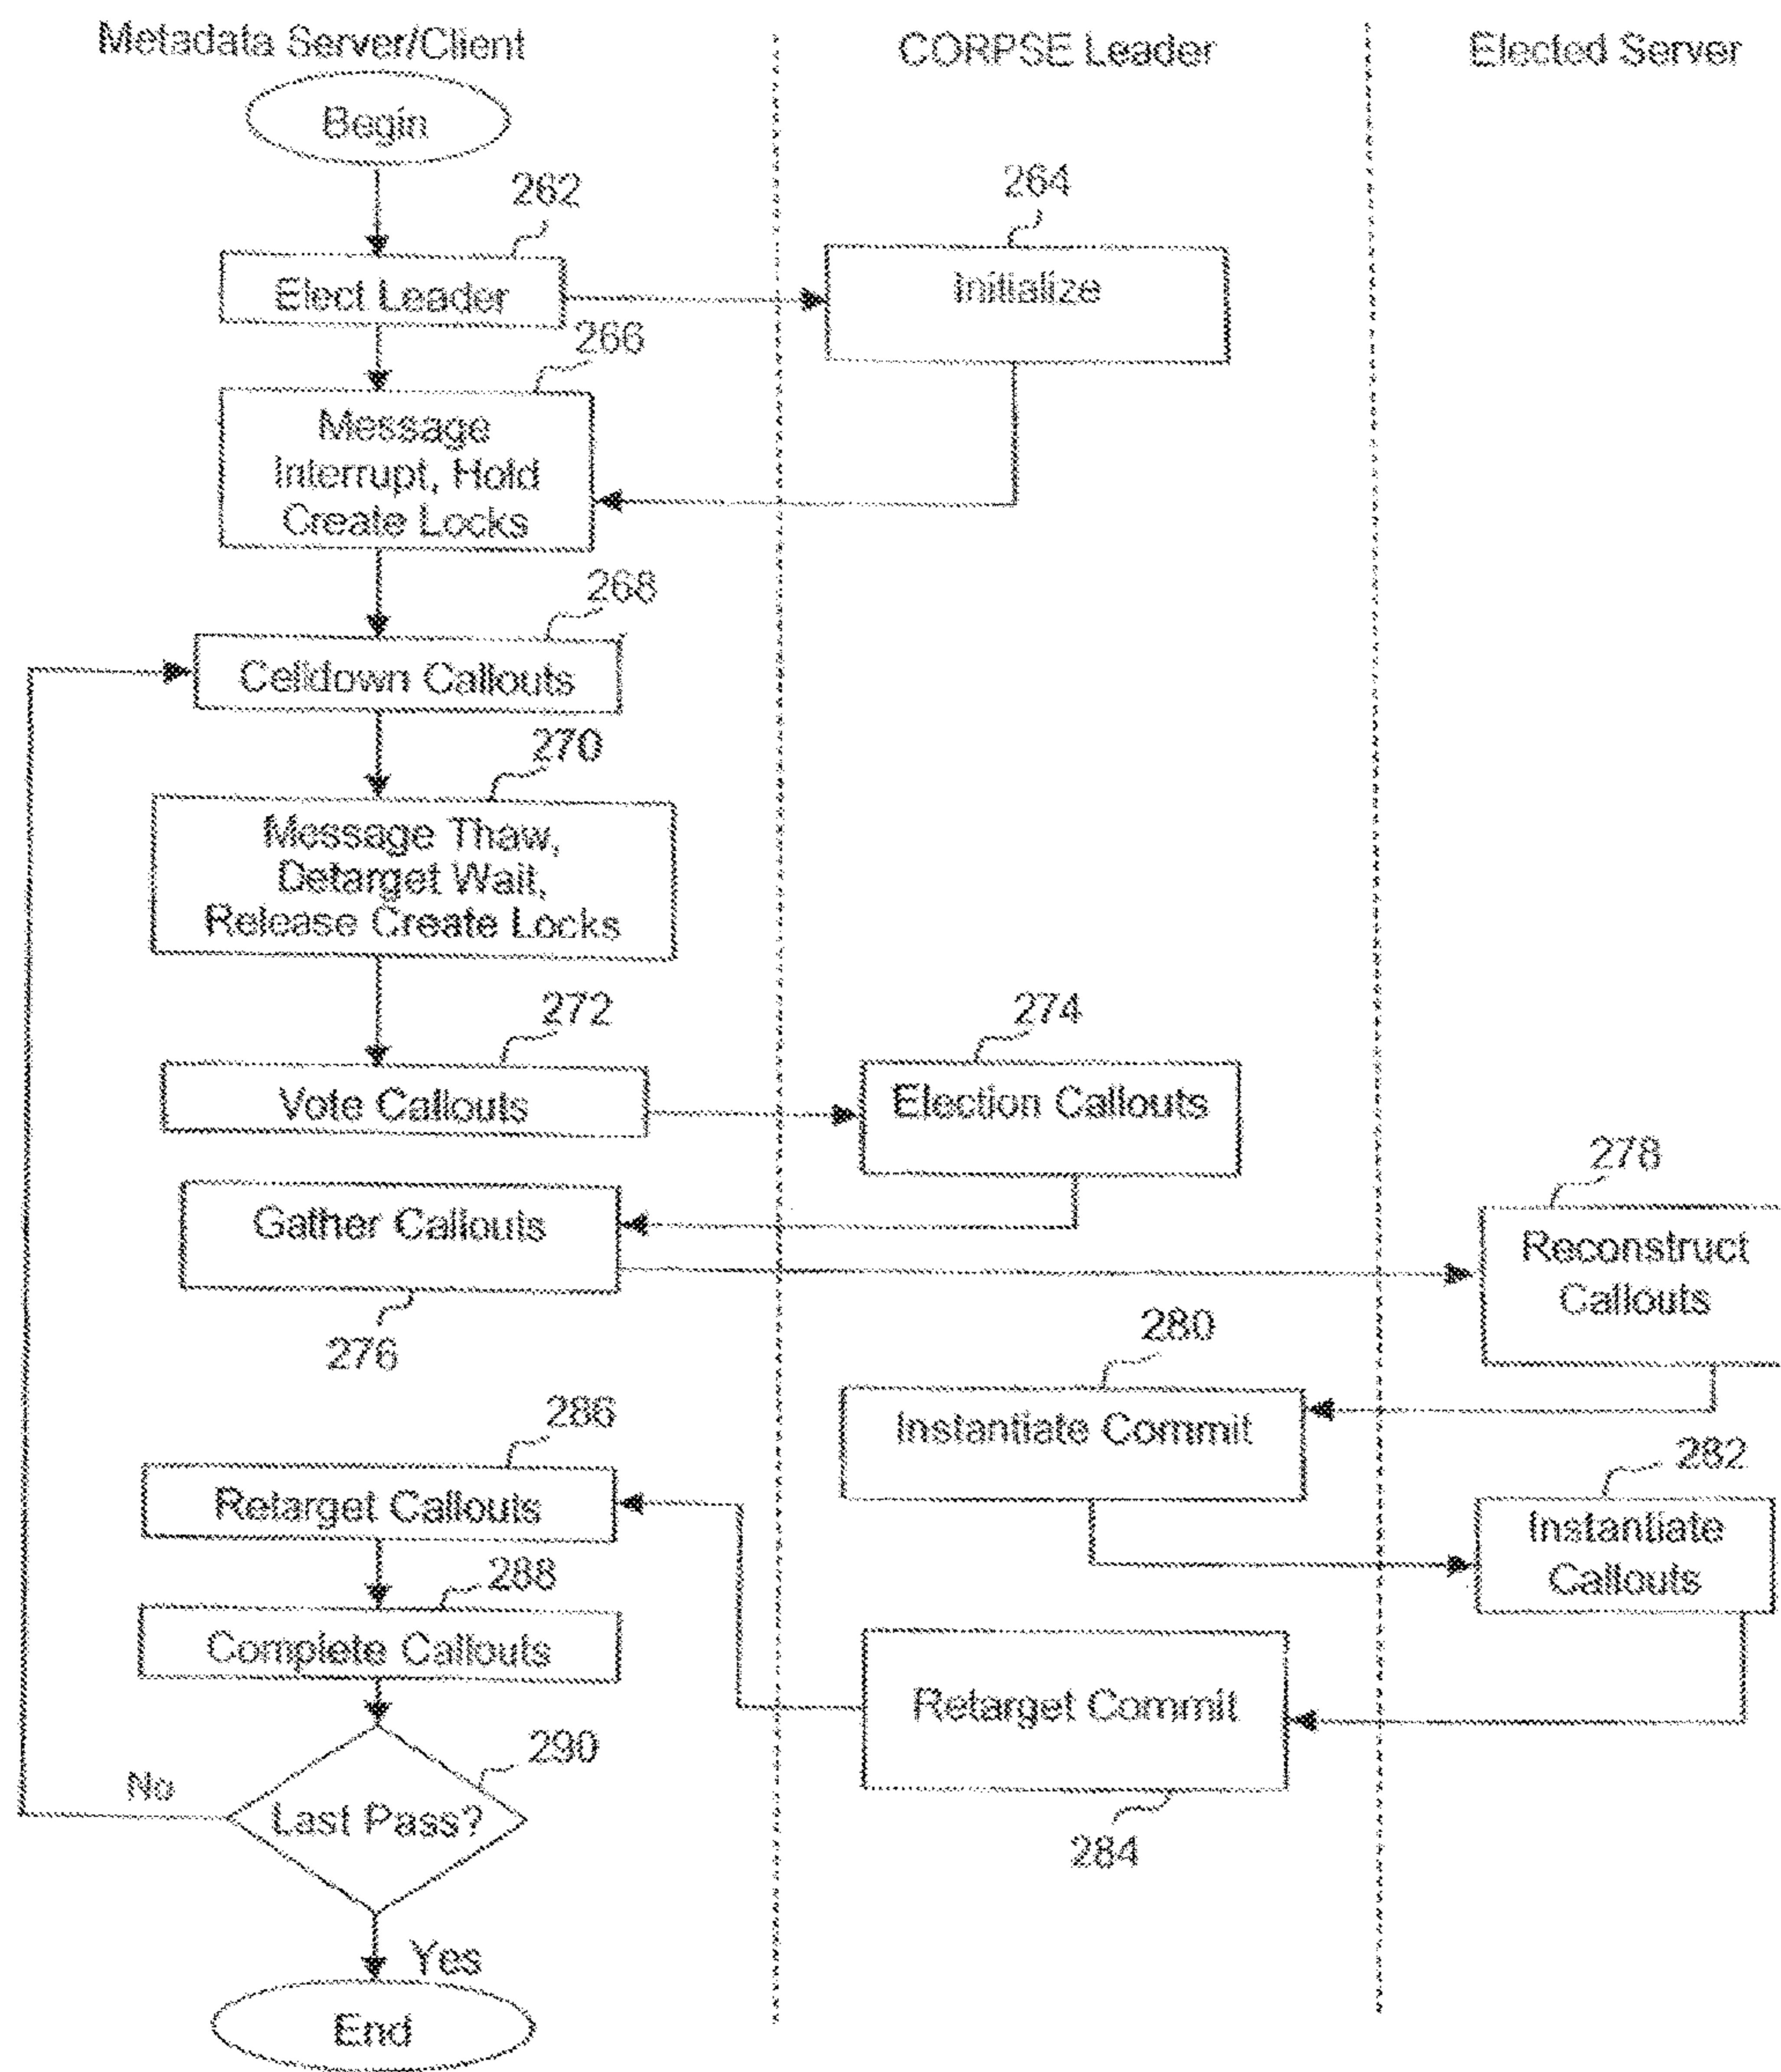 Metadata Server/Client
CORPSE Leader
Elected Server
Begin
262
264
Elect Leader
Initialize
266
Message
Interrupt, Hold
Create Locks
268
Celldown Callouts
270
Message Thaw,
Detarget Wait,
Release Create Locks
272
274
Vote Callouts
Election Callouts
278
Gather Callouts
Reconstruct
Callouts
276
280
286
Instantiate Commit
282
Retarget Callouts
Instantiate
Callouts
288
Complete Callouts
Retarget Commit
290
No
Last Pass?
284
Yes
End